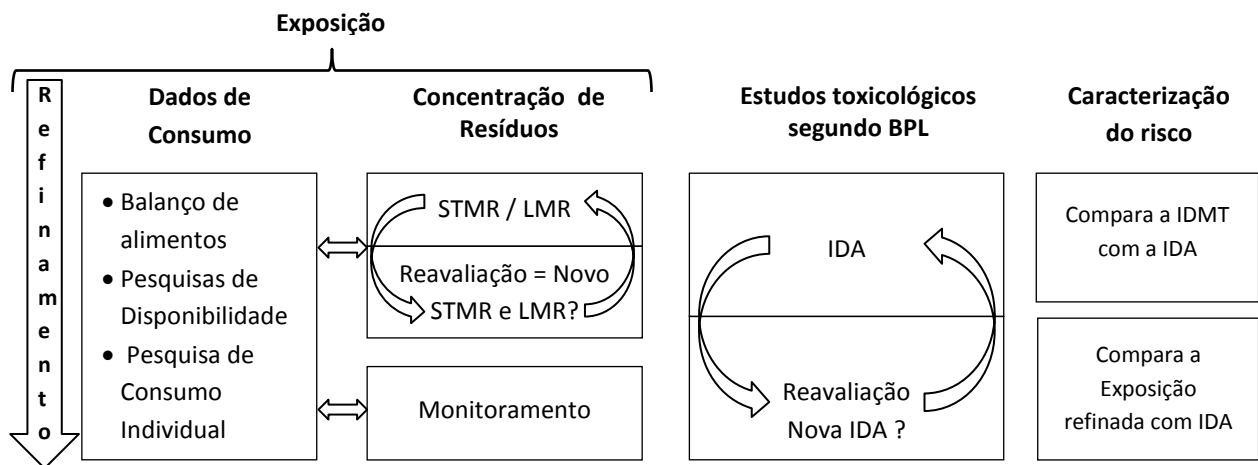 Exposição
Refinamento
Dados de
Consumo
• Balanço de
alimentos
• Pesquisas de
Disponibilidade
• Pesquisa de
Consumo
Individual
Concentração de
Resíduos
STMR / LMR
Reavaliação = Novo
STMR e LMR?
Monitoramento
Estudos toxicológicos
segundo BPL
IDA
Reavaliação
Nova IDA ?
Caracterização
do risco
Compara a IDMT
com a IDA
Compara a
Exposição
refinada com IDA